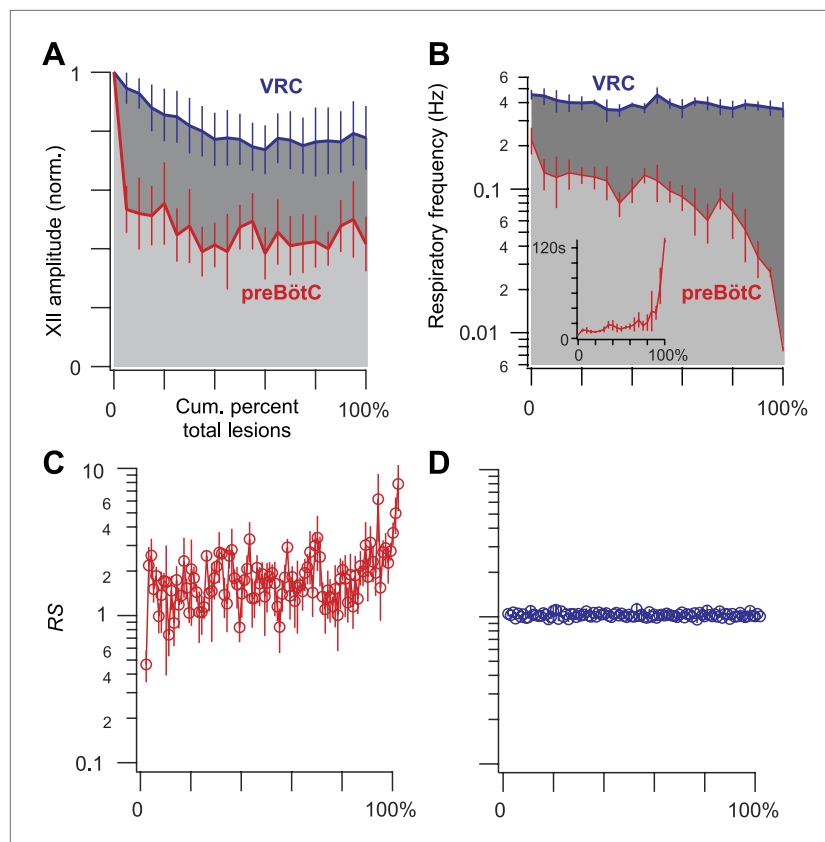 A
B
1
XII amplitude (norm.)
0
VRC
preBötC
0
Cum. percent
total lesions
100%
Respiratory frequency (Hz)
6
4
2
0.1
6
4
2
0.01
6
VRC
preBötC
120s
0
0
100%
0
100%
C
D
RS
10
6
4
2
1
6
4
2
0.1
0
100%
0
100%